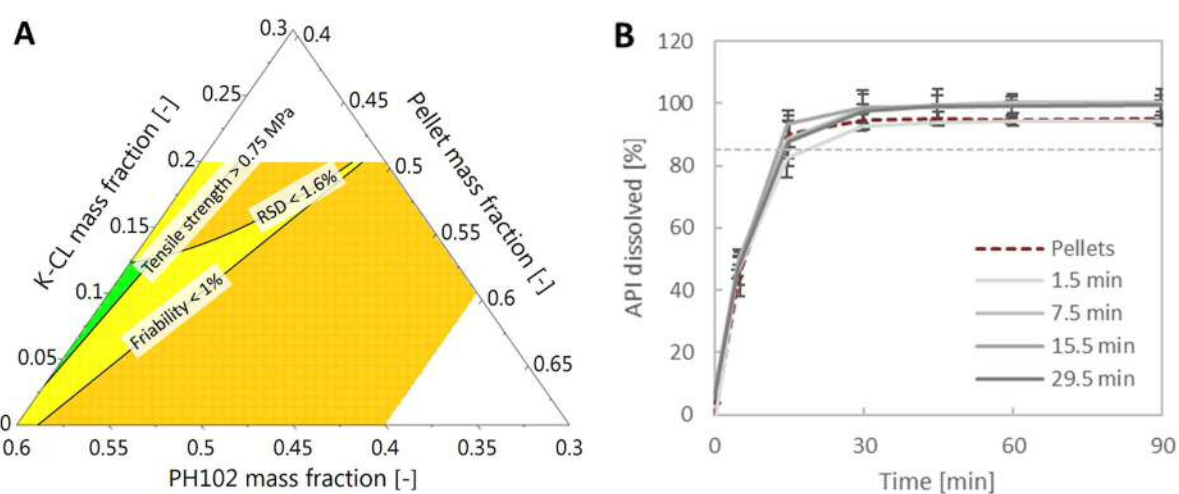 A
0.3
0.4
0.25
0.45
0.2
0.5
0.15
0.55
0.1
0.6
0.05
0.65
0
0.6
0.55
0.5
0.45
0.4
0.35
0.3
K-CL mass fraction [-]
Pellet mass fraction [-]
PH102 mass fraction [-]
Tensile strength > 0.75 MPa
RSD < 1.6%
Friability < 1%
B
120
100
80
60
40
20
0
API dissolved [%]
0
30
60
90
Time [min]
Pellets
1.5 min
7.5 min
15.5 min
29.5 min